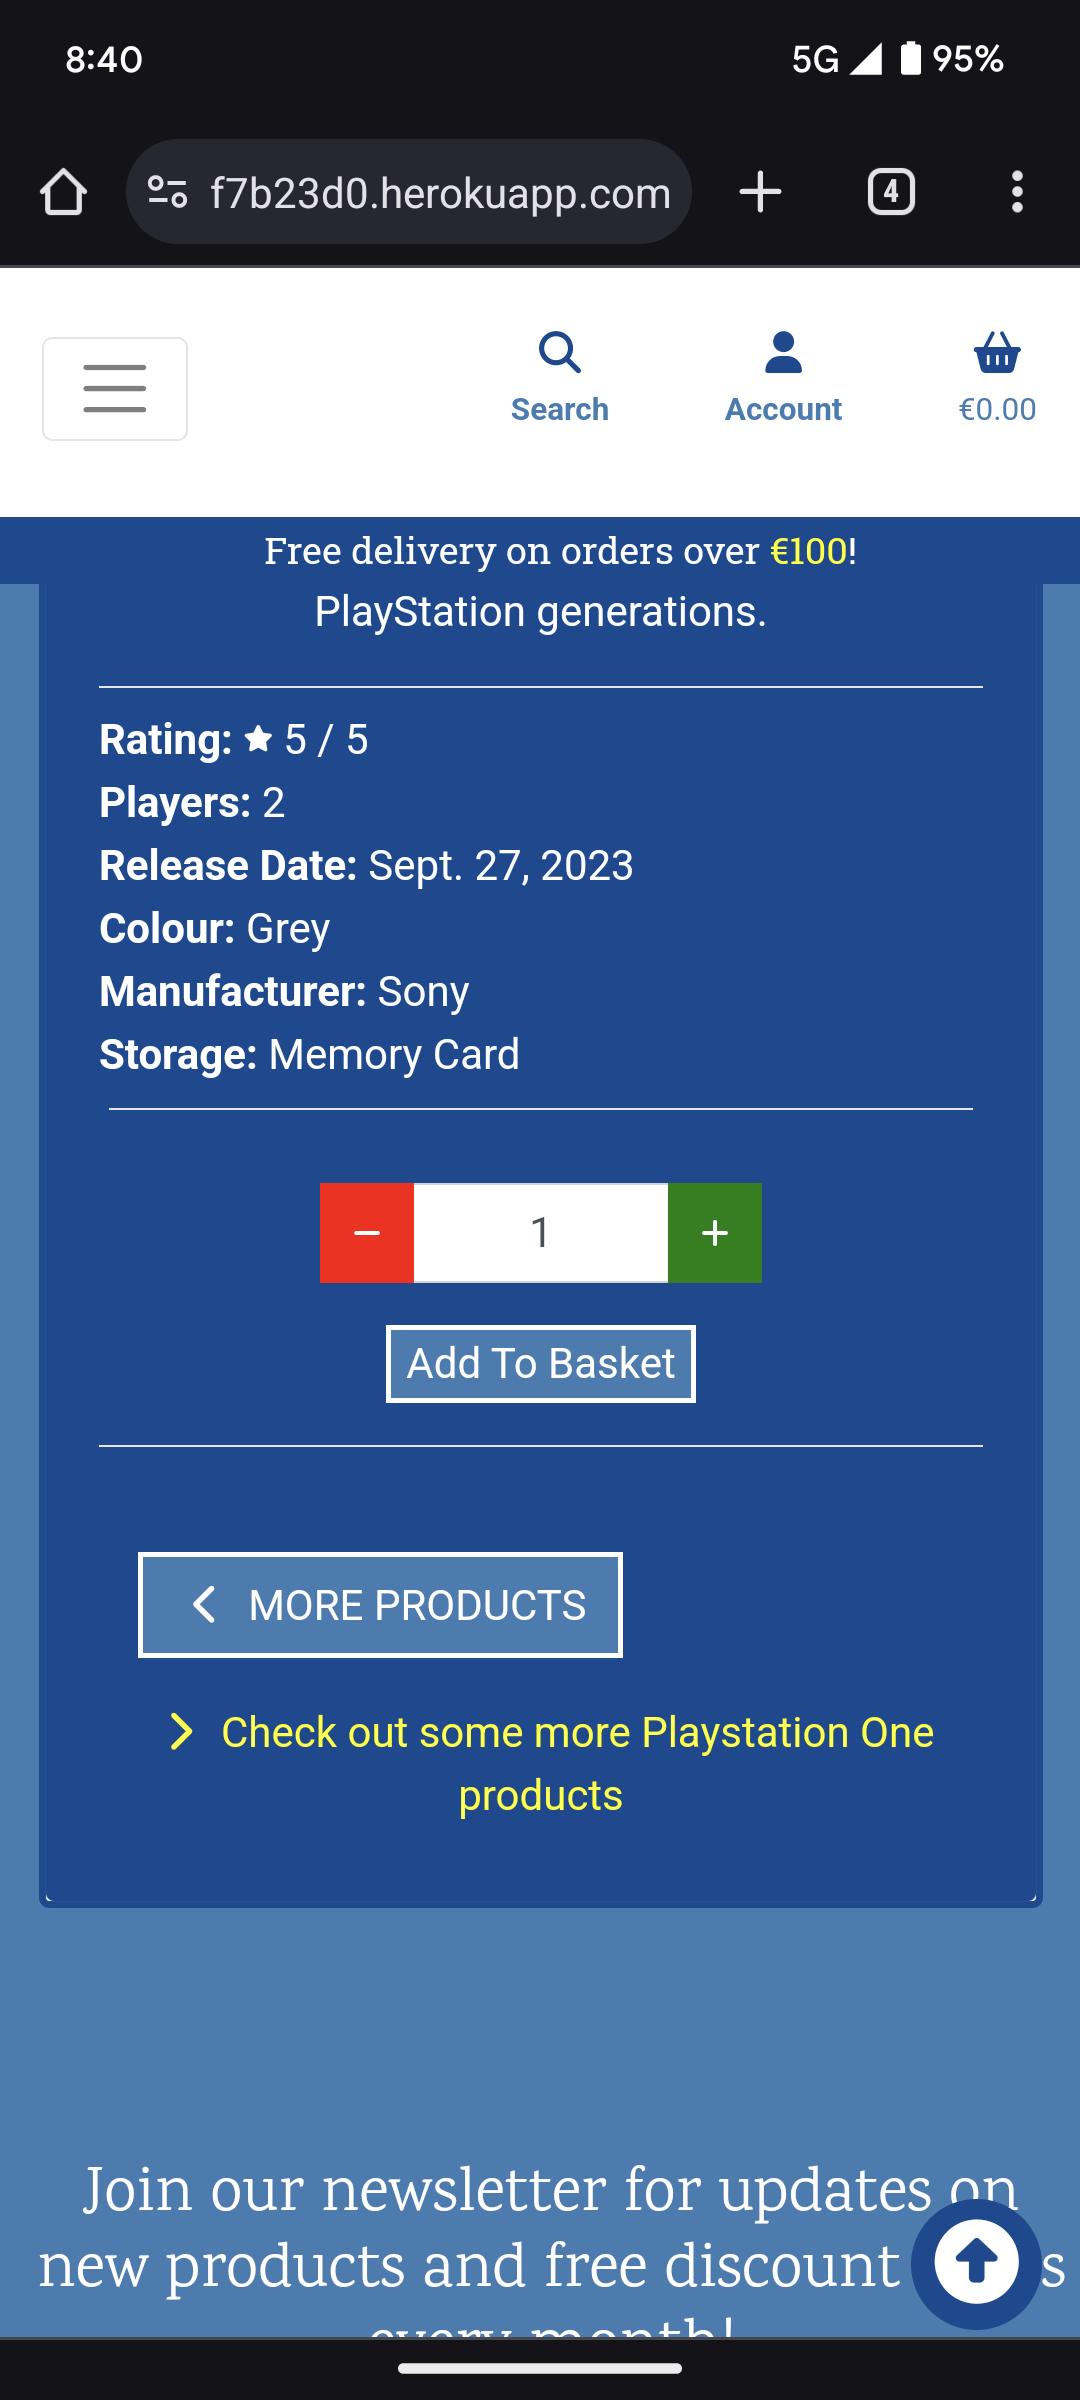 8:40
5G 95%
f7b23d0.herokuapp.com
4
Search
Account
€0.00
Free delivery on orders over €100!
PlayStation generations.
Rating: 5 / 5
Players: 2
Release Date: Sept. 27, 2023
Colour: Grey
Manufacturer: Sony
Storage: Memory Card
1
Add To Basket
MORE PRODUCTS
Check out some more Playstation One
products
Join our newsletter for updates on
new products and free discount
every month!